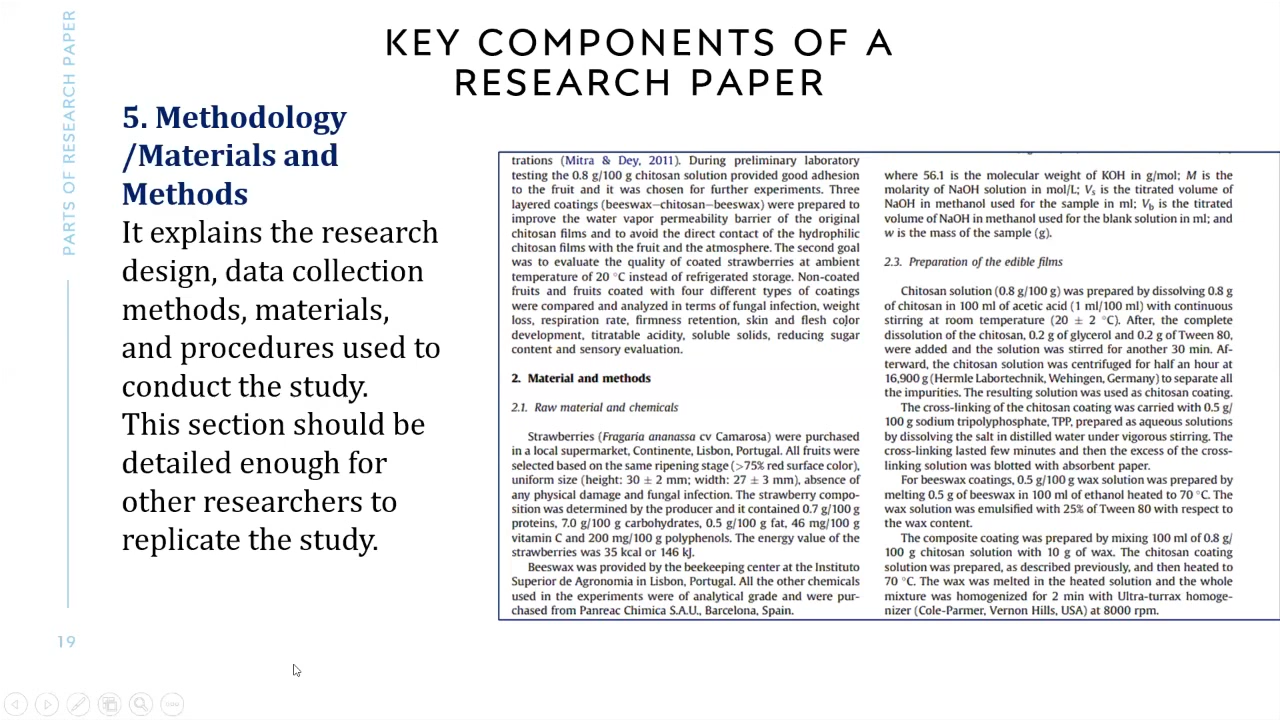 PARTS OF RESEARCH PAPER
KEY COMPONENTS OF A
RESEARCH PAPER
5. Methodology
/Materials and
Methods
It explains the research
design, data collection
methods, materials,
and procedures used to
conduct the study.
This section should be
detailed enough for
other researchers to
replicate the study.
trations (Mitra & Dey, 2011). During preliminary laboratory
testing the 0.8 g/100 g chitosan solution provided good adhesion
to the fruit and it was chosen for further experiments. Three
layered coatings (beeswax–chitosan–beeswax) were prepared to
improve the water vapor permeability barrier of the original
chitosan films and to avoid the direct contact of the hydrophilic
chitosan films with the fruit and the atmosphere. The second goal
was to evaluate the quality of coated strawberries at ambient
temperature of 20 °C instead of refrigerated storage. Non-coated
fruits and fruits coated with four different types of coatings
were compared and analyzed in terms of fungal infection, weight
loss, respiration rate, firmness retention, skin and flesh color
development, titratable acidity, soluble solids, reducing sugar
content and sensory evaluation.
2. Material and methods
2.1. Raw material and chemicals
Strawberries (Fragaria ananassa cv Camarosa) were purchased
in a local supermarket, Continente, Lisbon, Portugal. All fruits were
selected based on the same ripening stage (>75% red surface color),
uniform size (height: 30 ± 2 mm; width: 27 ± 3 mm), absence of
any physical damage and fungal infection. The strawberry compo-
sition was determined by the producer and it contained 0.7 g/100 g
proteins, 7.0 g/100 g carbohydrates, 0.5 g/100 g fat, 46 mg/100 g
vitamin C and 200 mg/100 g polyphenols. The energy value of the
strawberries was 35 kcal or 146 kJ.
Beeswax was provided by the beekeeping center at the Instituto
Superior de Agronomia in Lisbon, Portugal. All the other chemicals
used in the experiments were of analytical grade and were pur-
chased from Panreac Chimica S.A.U., Barcelona, Spain.
where 56.1 is the molecular weight of KOH in g/mol; M is the
molarity of NaOH solution in mol/L; Vs is the titrated volume of
NaOH in methanol used for the sample in ml; Vb is the titrated
volume of NaOH in methanol used for the blank solution in ml; and
w is the mass of the sample (g).
2.3. Preparation of the edible films
Chitosan solution (0.8 g/100 g) was prepared by dissolving 0.8 g
of chitosan in 100 ml of acetic acid (1 ml/100 ml) with continuous
stirring at room temperature (20 ± 2 °C). After, the complete
dissolution of the chitosan, 0.2 g of glycerol and 0.2 g of Tween 80,
were added and the solution was stirred for another 30 min. Af-
terward, the chitosan solution was centrifuged for half an hour at
16,900 g (Hermle Labortechnik, Wehingen, Germany) to separate all
the impurities. The resulting solution was used as chitosan coating.
The cross-linking of the chitosan coating was carried with 0.5 g/
100 g sodium tripolyphosphate, TPP, prepared as aqueous solutions
by dissolving the salt in distilled water under vigorous stirring. The
cross-linking lasted few minutes and then the excess of the cross-
linking solution was blotted with absorbent paper.
For beeswax coatings, 0.5 g/100 g wax solution was prepared by
melting 0.5 g of beeswax in 100 ml of ethanol heated to 70 °C. The
wax solution was emulsified with 25% of Tween 80 with respect to
the wax content.
The composite coating was prepared by mixing 100 ml of 0.8 g/
100 g chitosan solution with 10 g of wax. The chitosan coating
solution was prepared, as described previously, and then heated to
70 °C. The wax was melted in the heated solution and the whole
mixture was homogenized for 2 min with Ultra-turrax homoge-
nizer (Cole-Parmer, Vernon Hills, USA) at 8000 rpm.
19